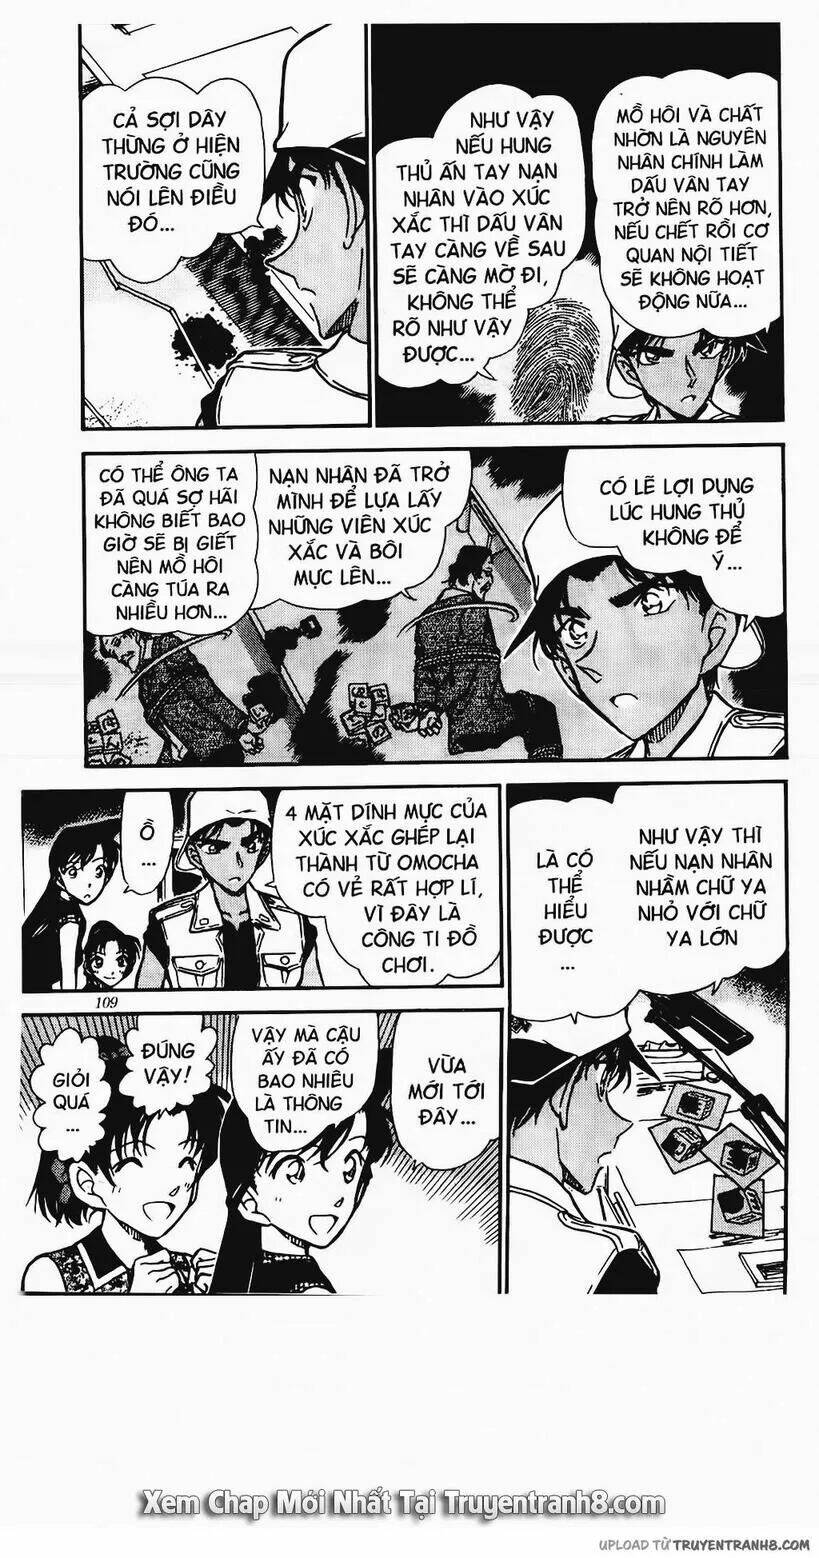 MỒ HÔI VÀ CHẤT
NHỜN LÀ NGUYÊN
NHÂN CHÍNH LÀM
DẤU VÂN TAY
TRỞ NÊN RÕ HƠN,
NẾU CHẾT RỒI CƠ
QUAN NỘI TIẾT
SẼ KHÔNG HOẠT
ĐỘNG NỮA...
NHƯ VẬY
NẾU HUNG
THỦ ẤN TAY NẠN
NHÂN VÀO XÚC
XẮC THÌ DẤU VÂN
TAY CÀNG VỀ SAU
SẼ CÀNG MỜ ĐI,
KHÔNG THỂ
RÕ NHƯ VẬY
ĐƯỢC...
CẢ SỢI DÂY
THỪNG Ở HIỆN
TRƯỜNG CŨNG
NÓI LÊN ĐIỀU
ĐÓ...
CÓ LẼ LỢI DỤNG
LÚC HUNG THỦ
KHÔNG ĐỂ
Ý...
NẠN NHÂN ĐÃ TRỞ
MÌNH ĐỂ LỰA LẤY
NHỮNG VIÊN XÚC
XẮC VÀ BÔI
MỰC LÊN...
CÓ THỂ ÔNG TA
ĐÃ QUÁ SỢ HÃI
KHÔNG BIẾT BAO
GIỜ SẼ BỊ GIẾT
NÊN MỒ HÔI
CÀNG TÚA RA
NHIỀU HƠN...
NHƯ VẬY THÌ
NẾU NẠN NHÂN
NHẦM CHỮ YA
NHỎ VỚI CHỮ
YA LỚN
LÀ CÓ
THỂ
HIỂU
ĐƯỢC
...
4 MẶT DÍNH MỰC CỦA
XÚC XẮC GHÉP LẠI
THÀNH TỪ OMOCHA
CÓ VẺ RẤT HỢP LÍ,
VÌ ĐÂY LÀ
CÔNG TI ĐỒ
CHƠI.
Ồ
...
109
VỪA
MỚI TỚI
ĐÂY...
VẬY MÀ CẬU
ẤY ĐÃ CÓ
BAO NHIÊU
LÀ THÔNG
TIN...
ĐÚNG
VẬY!
GIỎI
QUÁ
...
Xem Chap Mới Nhất Tại Truyentranh8.com
UPLOAD TỪ TRUYENTRANH8.COM